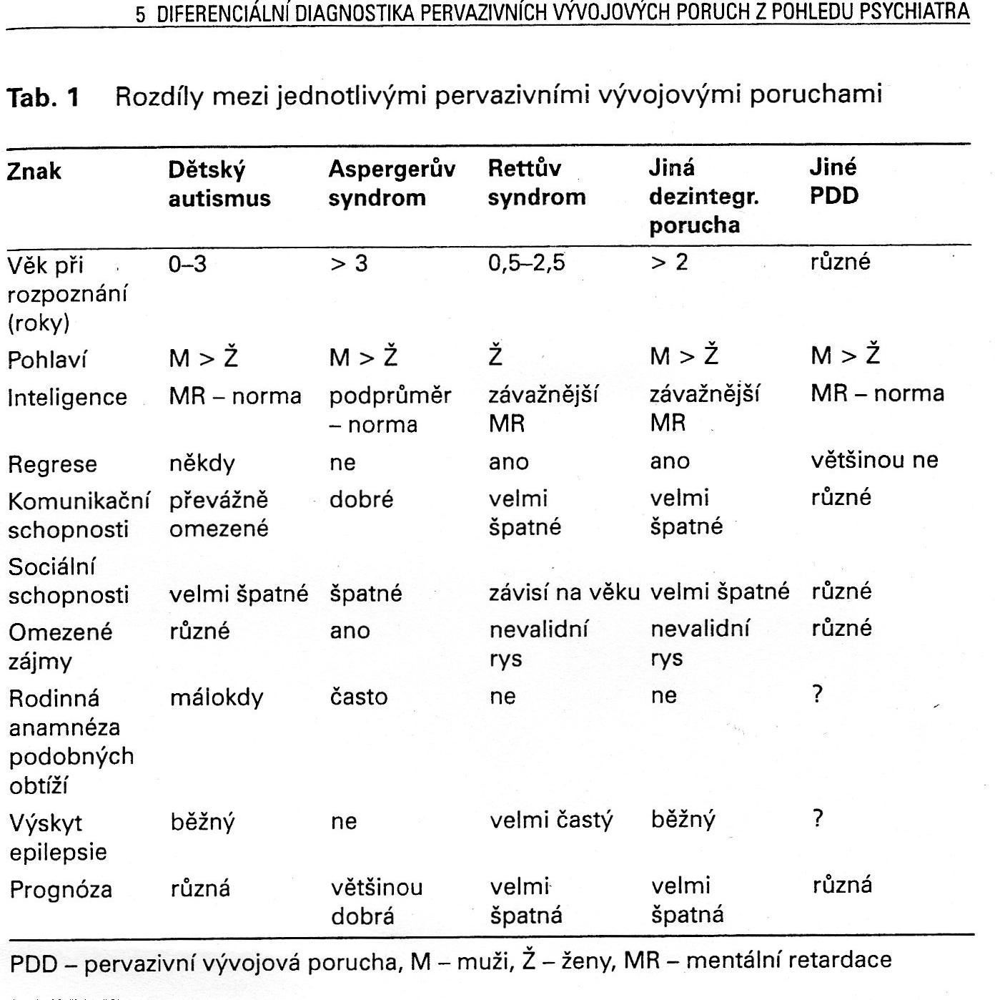 5 DIFERENCIÁLNÍ DIAGNOSTIKA PERVAZIVNÍCH VÝVOJOVÝCH PORUCH Z POHLEDU PSYCHIATRA
Tab. 1 Rozdíly mezi jednotlivými pervazivními vývojovými poruchami
Znak Dětský Aspergerův Rettův Jiná Jiné
autismus syndrom syndrom dezintegr. PDD
porucha
Věk při 0–3 > 3 0,5–2,5 > 2 různé
rozpoznání
(roky)
Pohlaví M > Ž M > Ž Ž M > Ž M > Ž
Inteligence MR – norma podprůměr závažnější závažnější MR – norma
– norma MR MR
Regrese někdy ne ano ano většinou ne
Komunikační převážně dobré velmi velmi různé
schopnosti omezené špatné špatné
Sociální
schopnosti velmi špatné špatné závisí na věku velmi špatné různé
Omezené různé ano nevalidní nevalidní různé
zájmy rys rys
Rodinná málokdy často ne ne ?
anamnéza
podobných
obtíží
Výskyt běžný ne velmi častý běžný ?
epilepsie
Prognóza různá většinou velmi velmi různá
dobrá špatná špatná
PDD – pervazivní vývojová porucha, M – muži, Ž – ženy, MR – mentální retardace